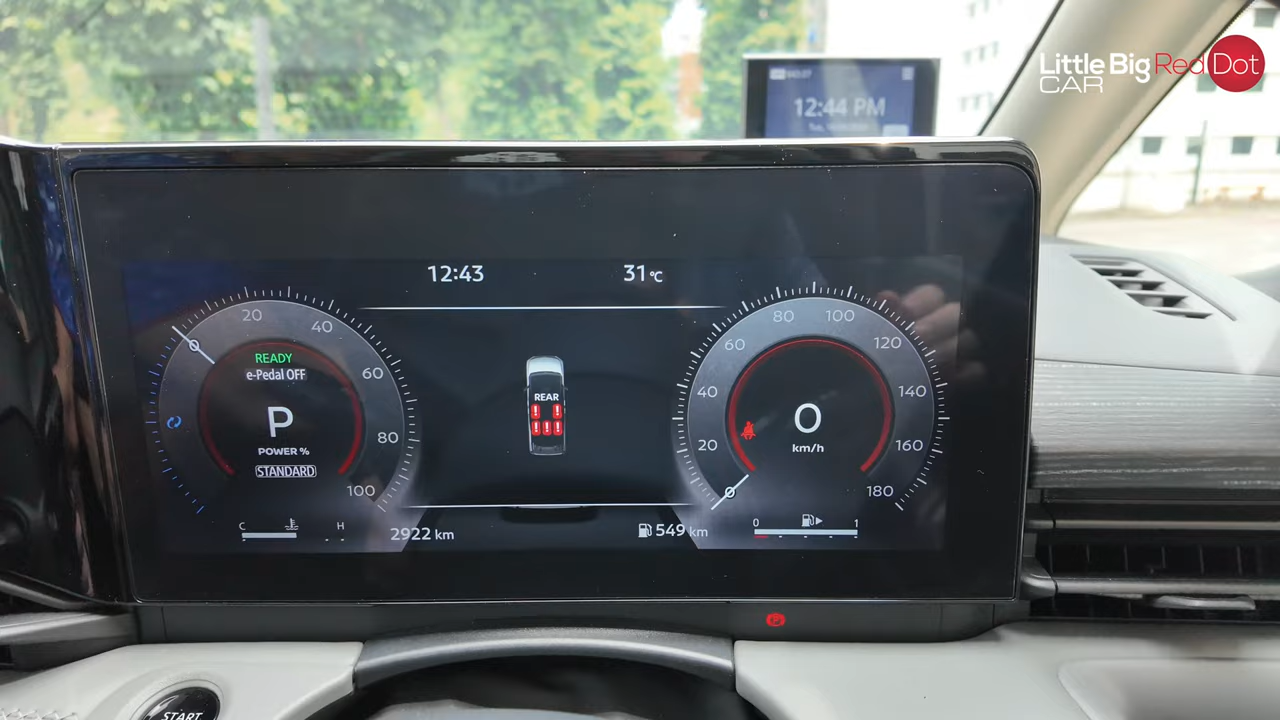 Little Big Red Dot
CAR
12:44 PM
12:43 31°C
20 40 60 80 100
0
READY
e-Pedal OFF
P
POWER %
STANDARD
C H
2922 km
REAR
! !
! ! !
549 km
0 20 40 60 80 100 120 140 160 180
0
km/h
0 1
START